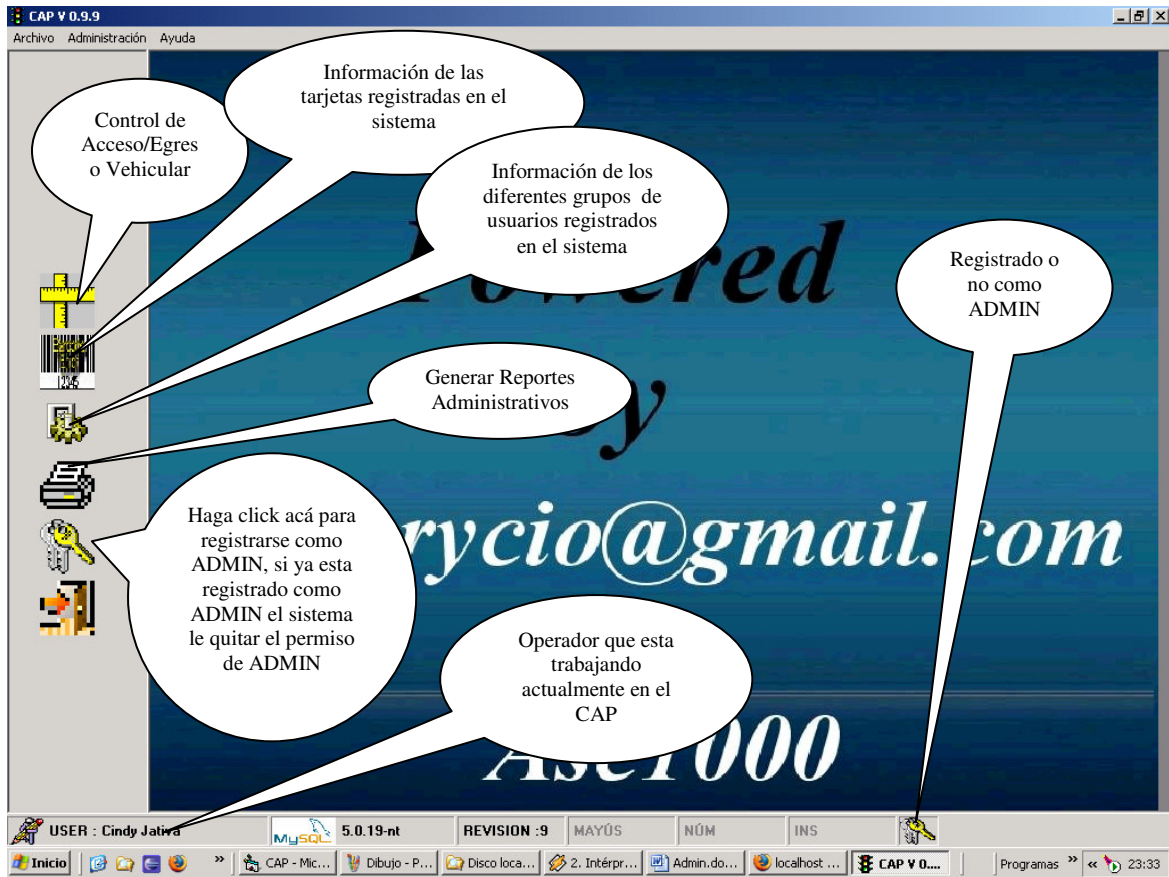 CAP V 0.9.9
Archivo Administración Ayuda
Control de
Acceso/Egres
o Vehicular
Información de las
tarjetas registradas en el
sistema
Información de los
diferentes grupos de
usuarios registrados
en el sistema
Registrado o
no como
ADMIN
Generar Reportes
Administrativos
Haga click acá para
registrarse como
ADMIN, si ya esta
registrado como
ADMIN el sistema
le quitar el permiso
de ADMIN
Operador que esta
trabajando
actualmente en el
CAP
rycio@gmail.com
12345
USER : Cindy Jativa MySQL 5.0.19-nt REVISION :9 MAYÚS NÚM INS
Inicio » CAP - Mic... Dibujo - P... Disco loca... 2. Intérpr... Admin.do... localhost ... CAP V 0.... Programas » « 23:33